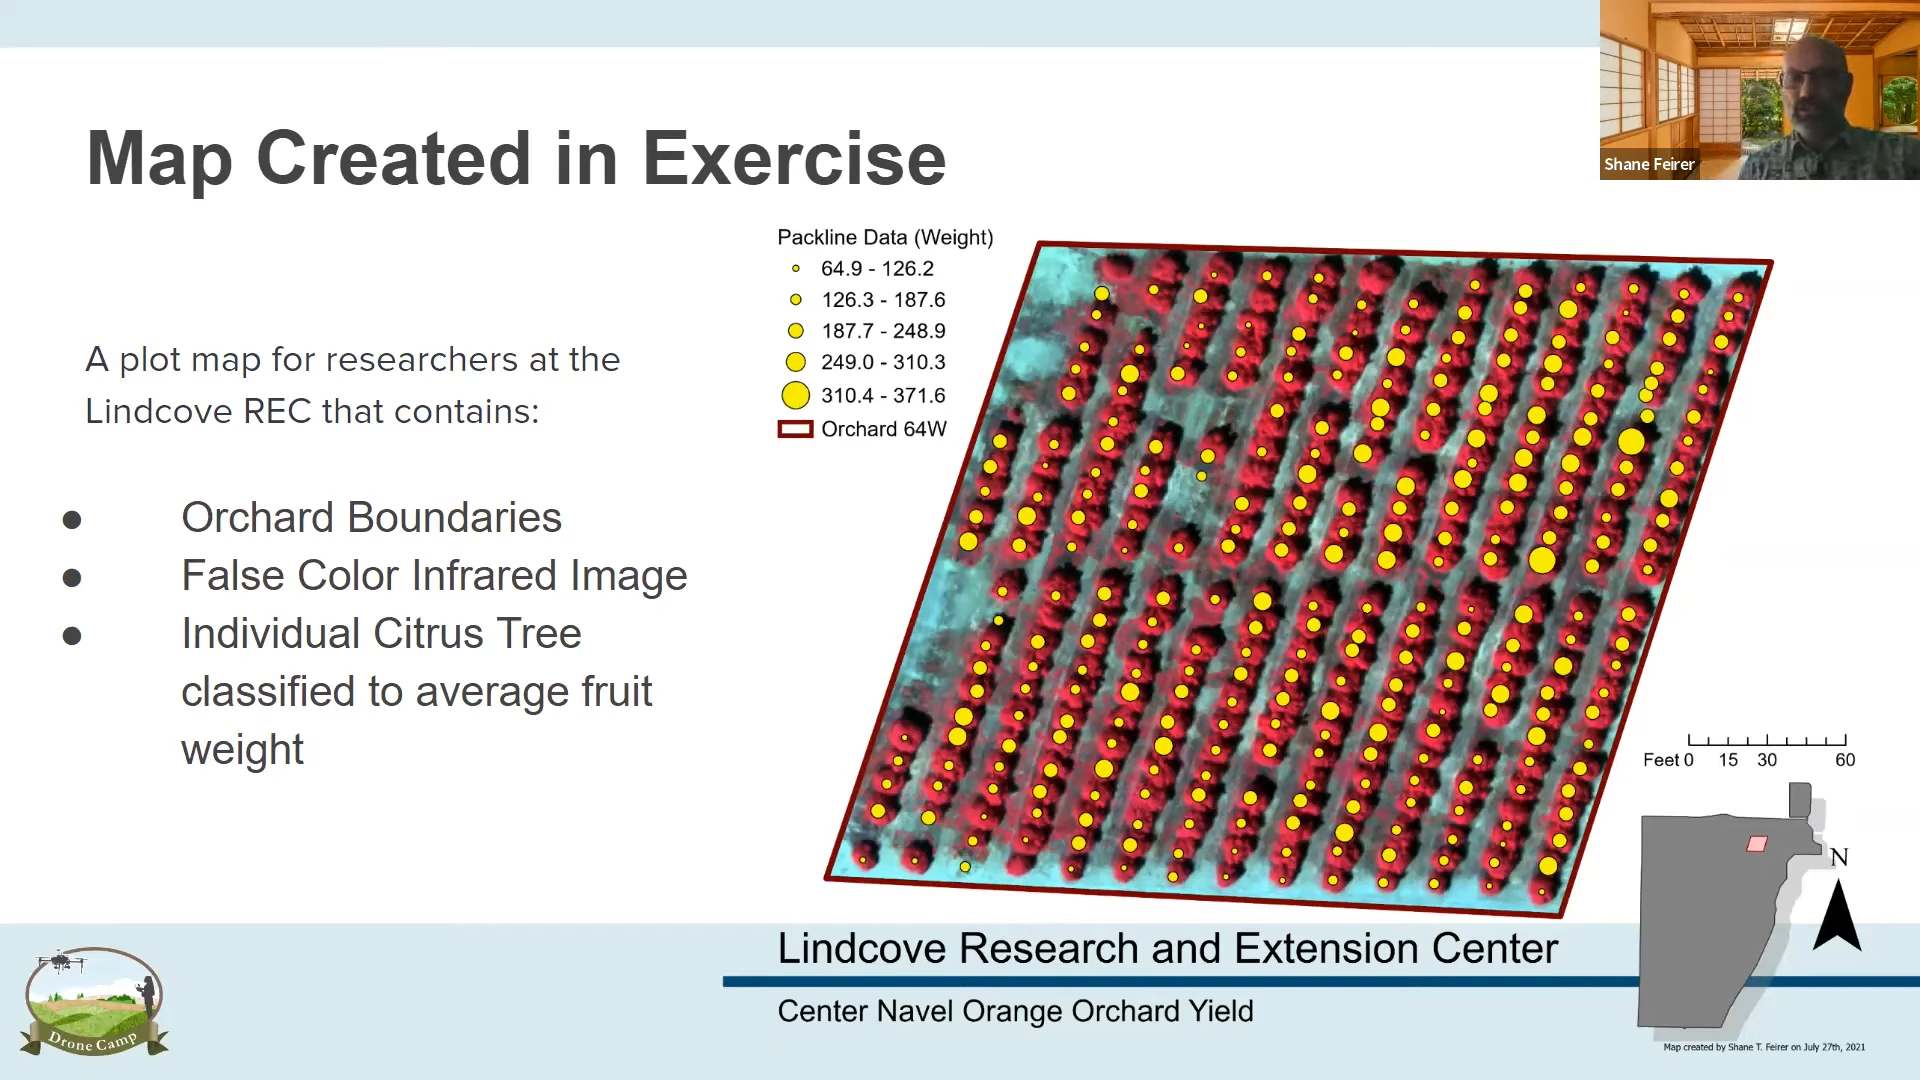 Shane Feirer
Map Created in Exercise
A plot map for researchers at the
Lindcove REC that contains:
● Orchard Boundaries
● False Color Infrared Image
● Individual Citrus Tree
classified to average fruit
weight
Packline Data (Weight)
64.9 - 126.2
126.3 - 187.6
187.7 - 248.9
249.0 - 310.3
310.4 - 371.6
Orchard 64W
Feet 0 15 30 60
N
Lindcove Research and Extension Center
Center Navel Orange Orchard Yield
Map created by Shane T. Feirer on July 27th, 2021
Drone Camp